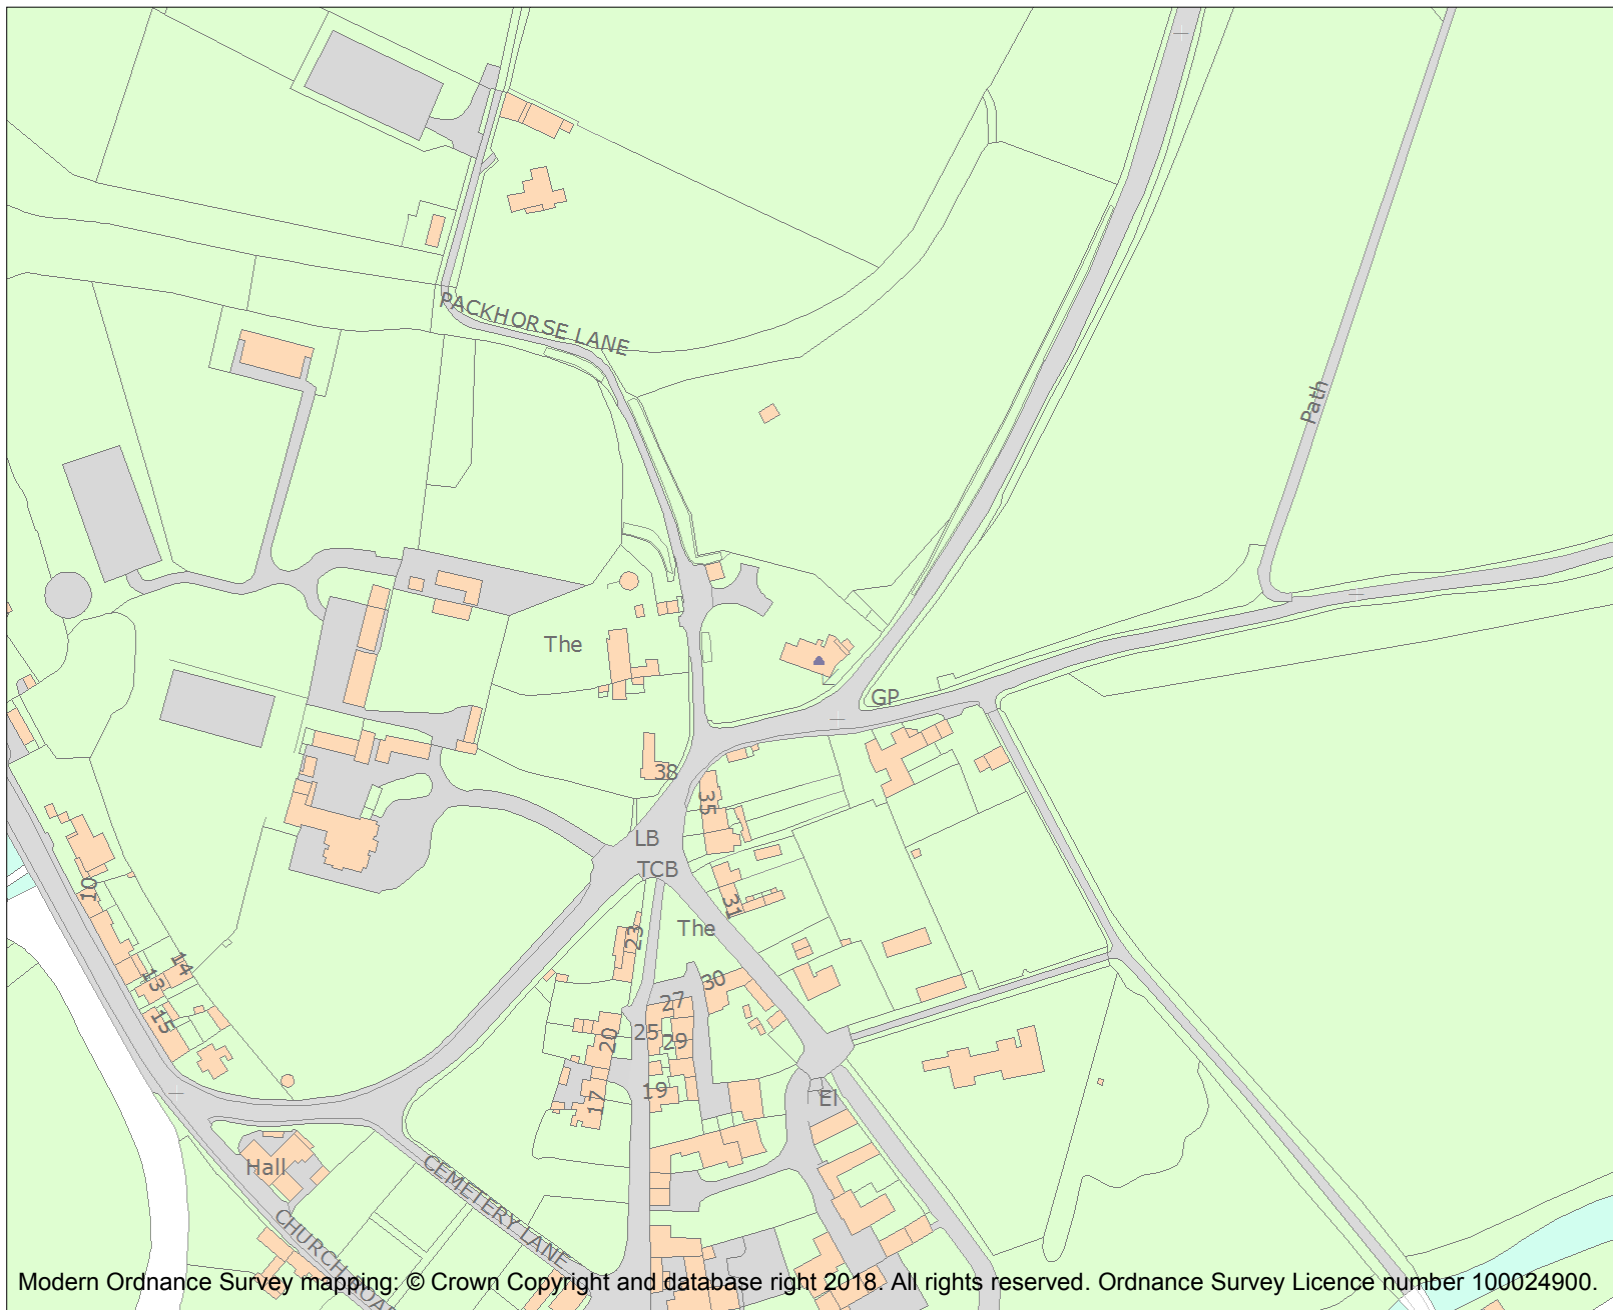 PACKHORSE LANE
Path
The
GP
38
35
LB
TCB
10
31
23
The
14
13
30
27
15
25
20
29
19
17
El
Hall
CEMETERY LANE
CHURCH ROAD
Modern Ordnance Survey mapping: © Crown Copyright and database right 2018. All rights reserved. Ordnance Survey Licence number 100024900.